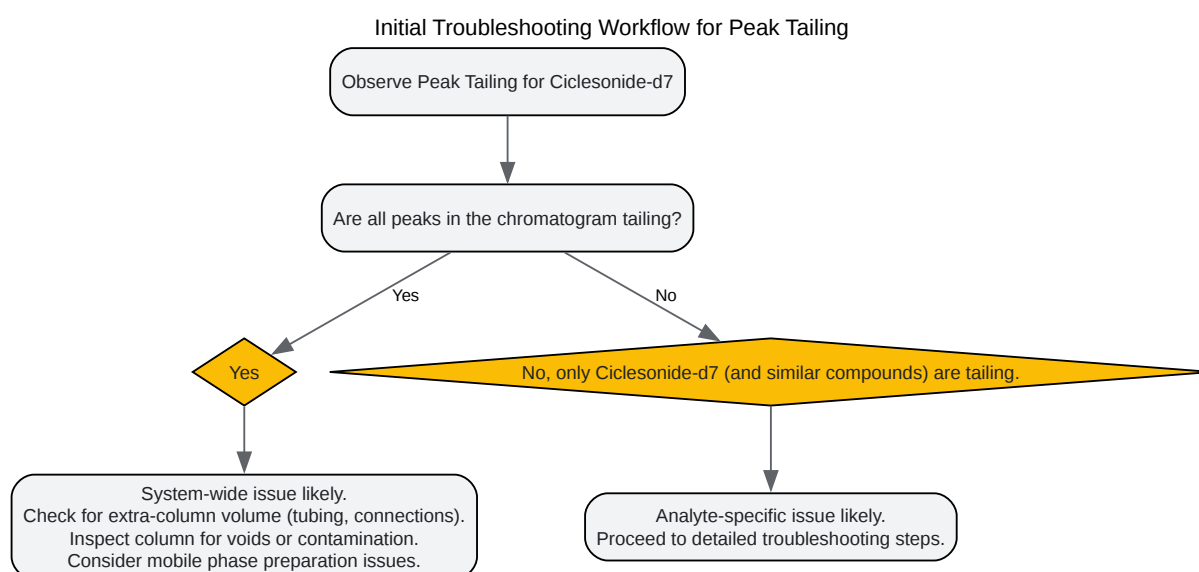 Initial Troubleshooting Workflow for Peak Tailing
Observe Peak Tailing for Ciclesonide-d7
Are all peaks in the chromatogram tailing?
Yes
No
Yes
No, only Ciclesonide-d7 (and similar compounds) are tailing.
System-wide issue likely.
Check for extra-column volume (tubing, connections).
Inspect column for voids or contamination.
Consider mobile phase preparation issues.
Analyte-specific issue likely.
Proceed to detailed troubleshooting steps.